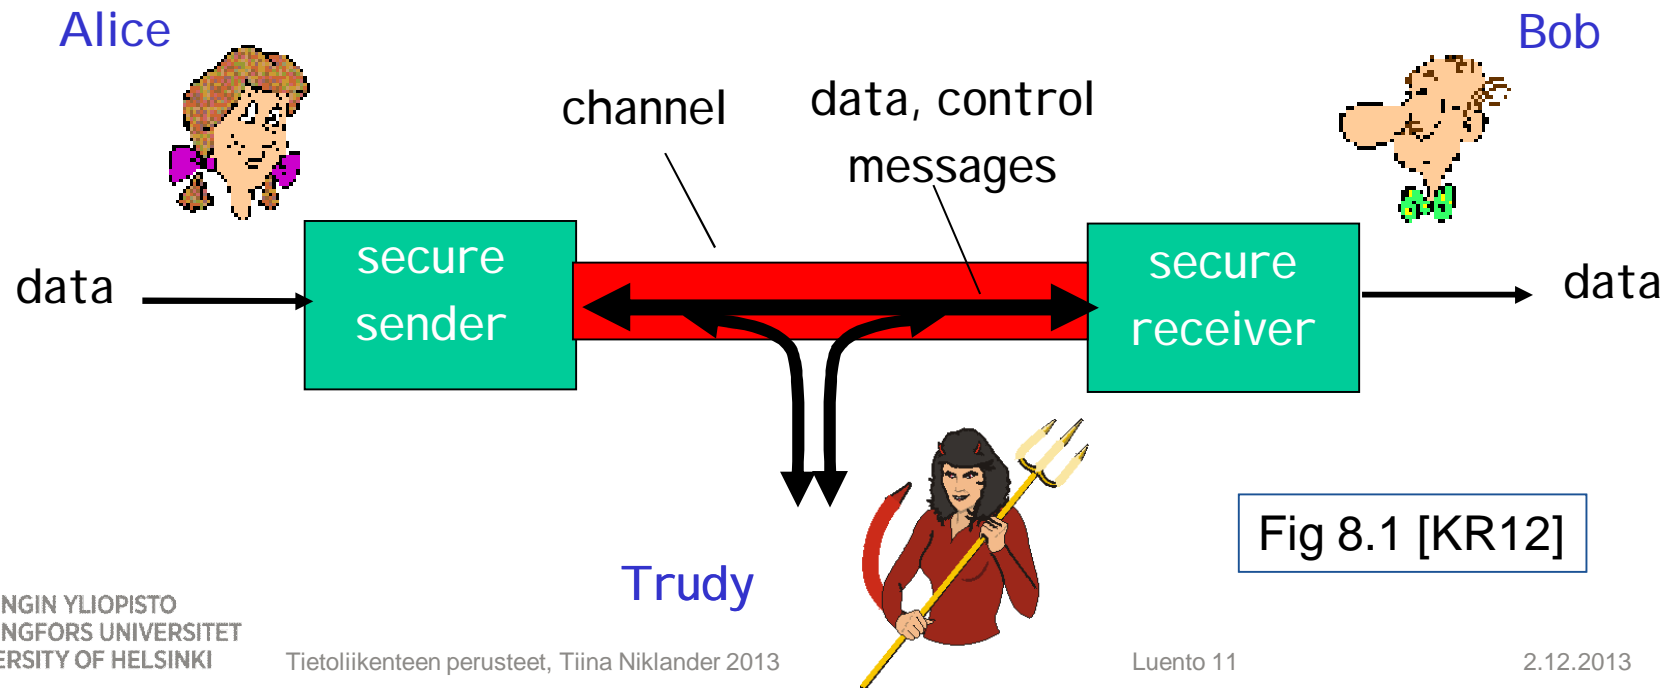 Alice
Bob
channel
data, control
messages
data
secure
sender
secure
receiver
data
Trudy
Fig 8.1 [KR12]
NGIN YLIOPISTO
NGFORS UNIVERSITET
ERSITY OF HELSINKI
Tietoliikenteen perusteet, Tiina Niklander 2013
Luento 11
2.12.2013